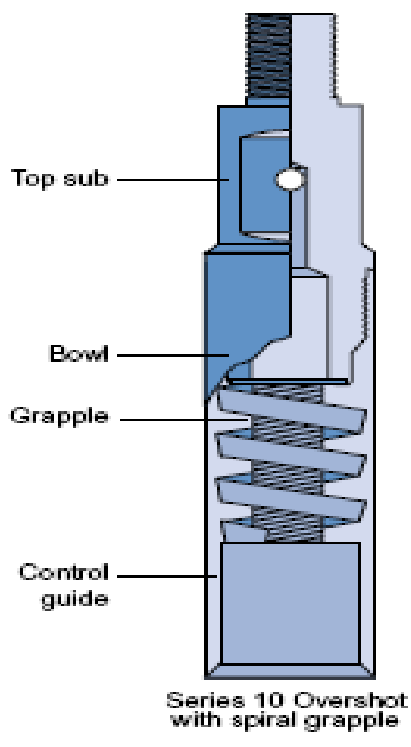 Top sub
Bowl
Grapple
Control
guide
Series 10 Overshot
with spiral grapple